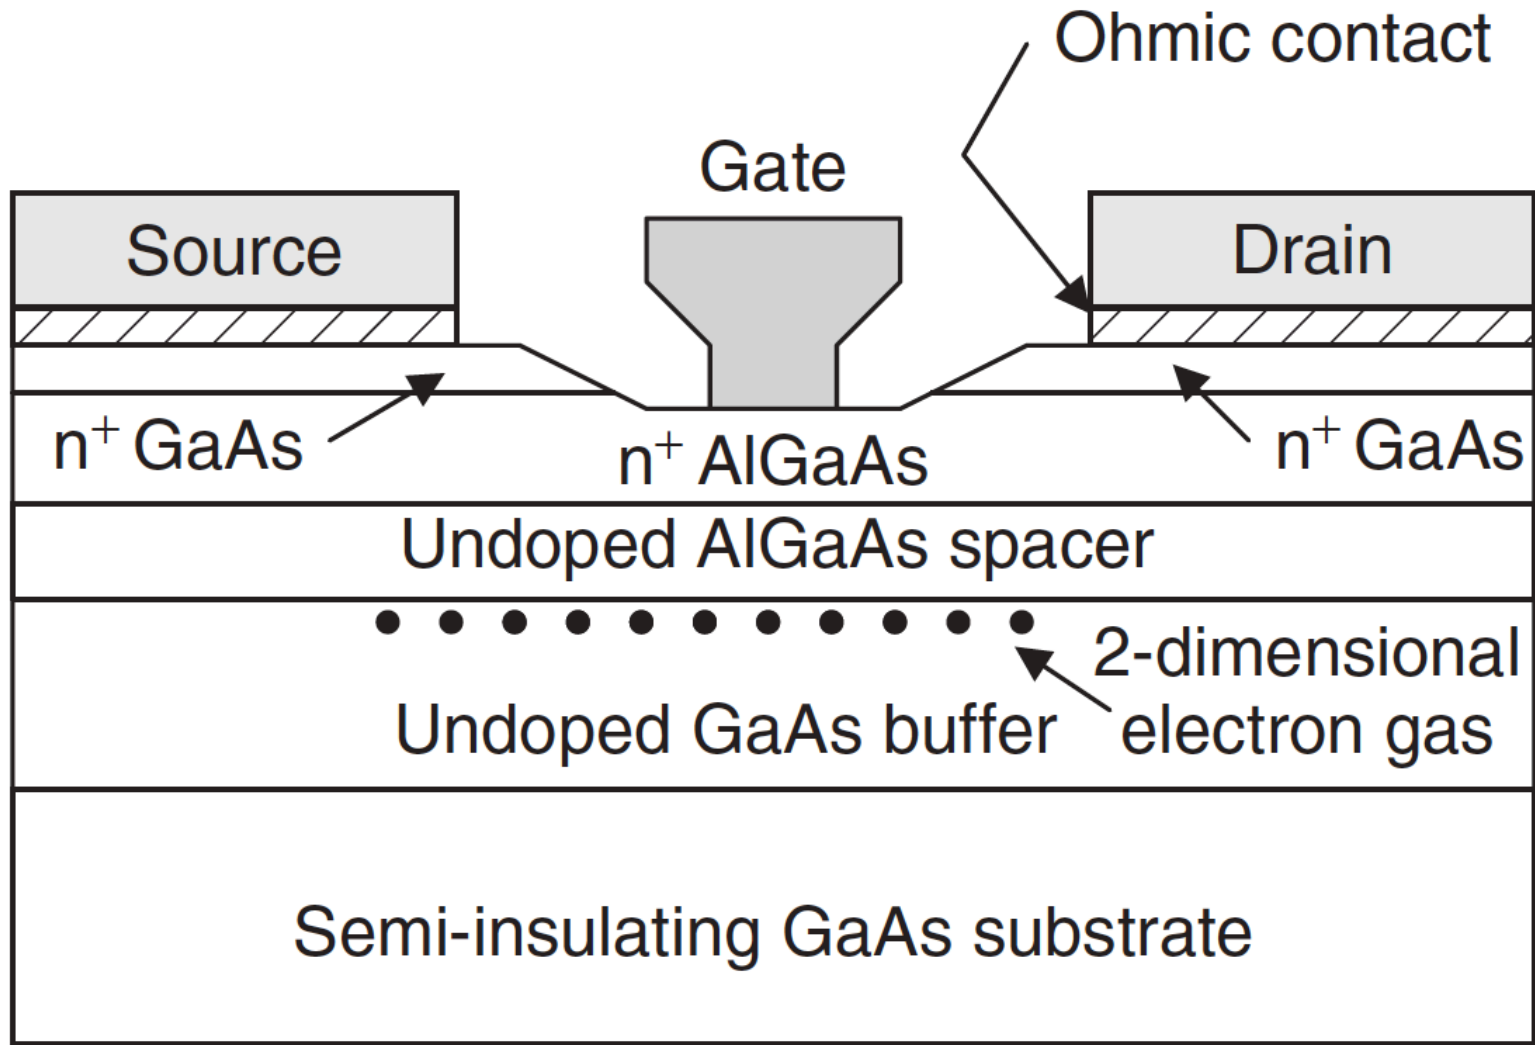 Ohmic contact
Gate
Source
Drain
n⁺ GaAs
n⁺ AlGaAs
n⁺ GaAs
Undoped AlGaAs spacer
2-dimensional
electron gas
Undoped GaAs buffer
Semi-insulating GaAs substrate